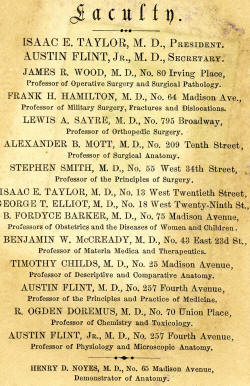 Faculty.
ISAAC E. TAYLOR, M. D., PRESIDENT.
AUSTIN FLINT, JR., M. D., SECRETARY.
JAMES R. WOOD, M. D., No. 80 Irving Place,
Professor of Operative Surgery and Surgical Pathology.
FRANK H. HAMILTON, M. D., No. 64 Madison Ave.,
Professor of Military Surgery, Fractures and Dislocations.
LEWIS A. SAYRE, M. D., No. 795 Broadway,
Professor of Orthopedic Surgery.
ALEXANDER B. MOTT, M. D., No. 209 Tenth Street,
Professor of Surgical Anatomy.
STEPHEN SMITH, M. D., No. 55 West 34th Street,
Professor of the Principles of Surgery.
ISAAC E. TAYLOR, M. D., No. 13 West Twentieth Street,
GEORGE T. ELLIOT, M. D., No. 18 West Twenty-Ninth St.,
B. FORDYCE BARKER, M. D., No. 75 Madison Avenue,
Professors of Obstetrics and the Diseases of Women and Children.
BENJAMIN W. McCREADY, M. D., No. 43 East 23d St.,
Professor of Materia Medica and Therapeutics.
TIMOTHY CHILDS, M. D., No. 25 Madison Avenue,
Professor of Descriptive and Comparative Anatomy.
AUSTIN FLINT, M. D., No. 257 Fourth Avenue,
Professor of the Principles and Practice of Medicine.
R. OGDEN DOREMUS, M. D., No. 70 Union Place,
Professor of Chemistry and Toxicology.
AUSTIN FLINT, JR., M. D., No. 257 Fourth Avenue,
Professor of Physiology and Microscopic Anatomy.
HENRY D. NOYES, M. D., No. 65 Madison Avenue,
Demonstrator of Anatomy.